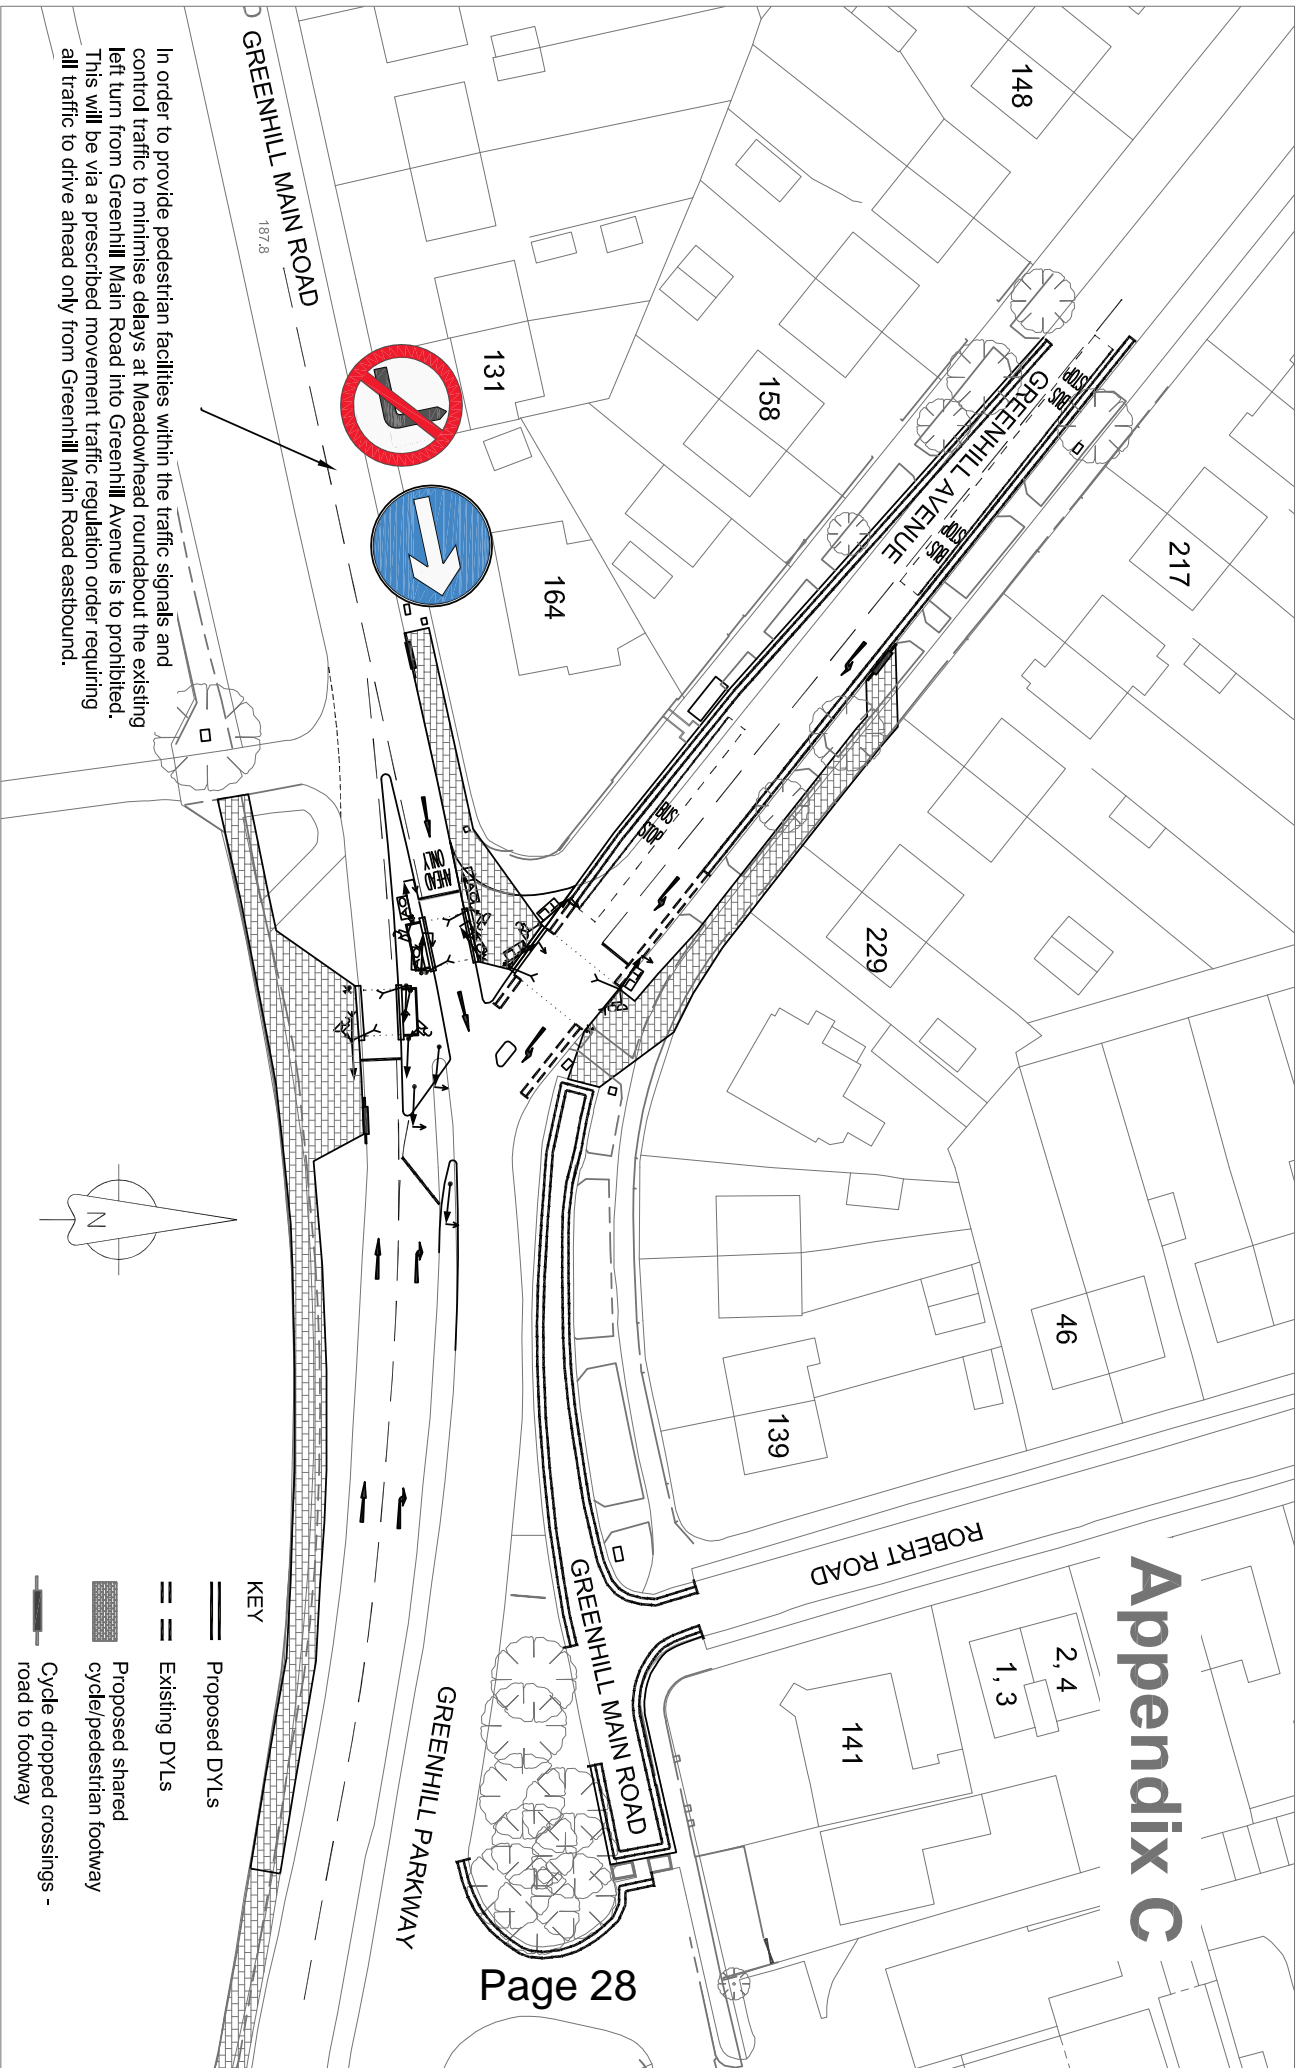 Appendix C
148
217
158
BUS
STOP
BUS
STOP
GREENHILL AVENUE
131
164
229
BUS
STOP
GREENHILL MAIN ROAD
187.8
AHEAD
ONLY
46
139
ROBERT ROAD
2, 4
1, 3
141
GREENHILL MAIN ROAD
GREENHILL PARKWAY
In order to provide pedestrian facilities within the traffic signals and
control traffic to minimise delays at Meadowhead roundabout the existing
left turn from Greenhill Main Road into Greenhill Avenue is to prohibited.
This will be via a prescribed movement traffic regulation order requiring
all traffic to drive ahead only from Greenhill Main Road eastbound.
N
KEY
Proposed DYLs
Existing DYLs
Proposed shared
cycle/pedestrian footway
Cycle dropped crossings -
road to footway
Page 28